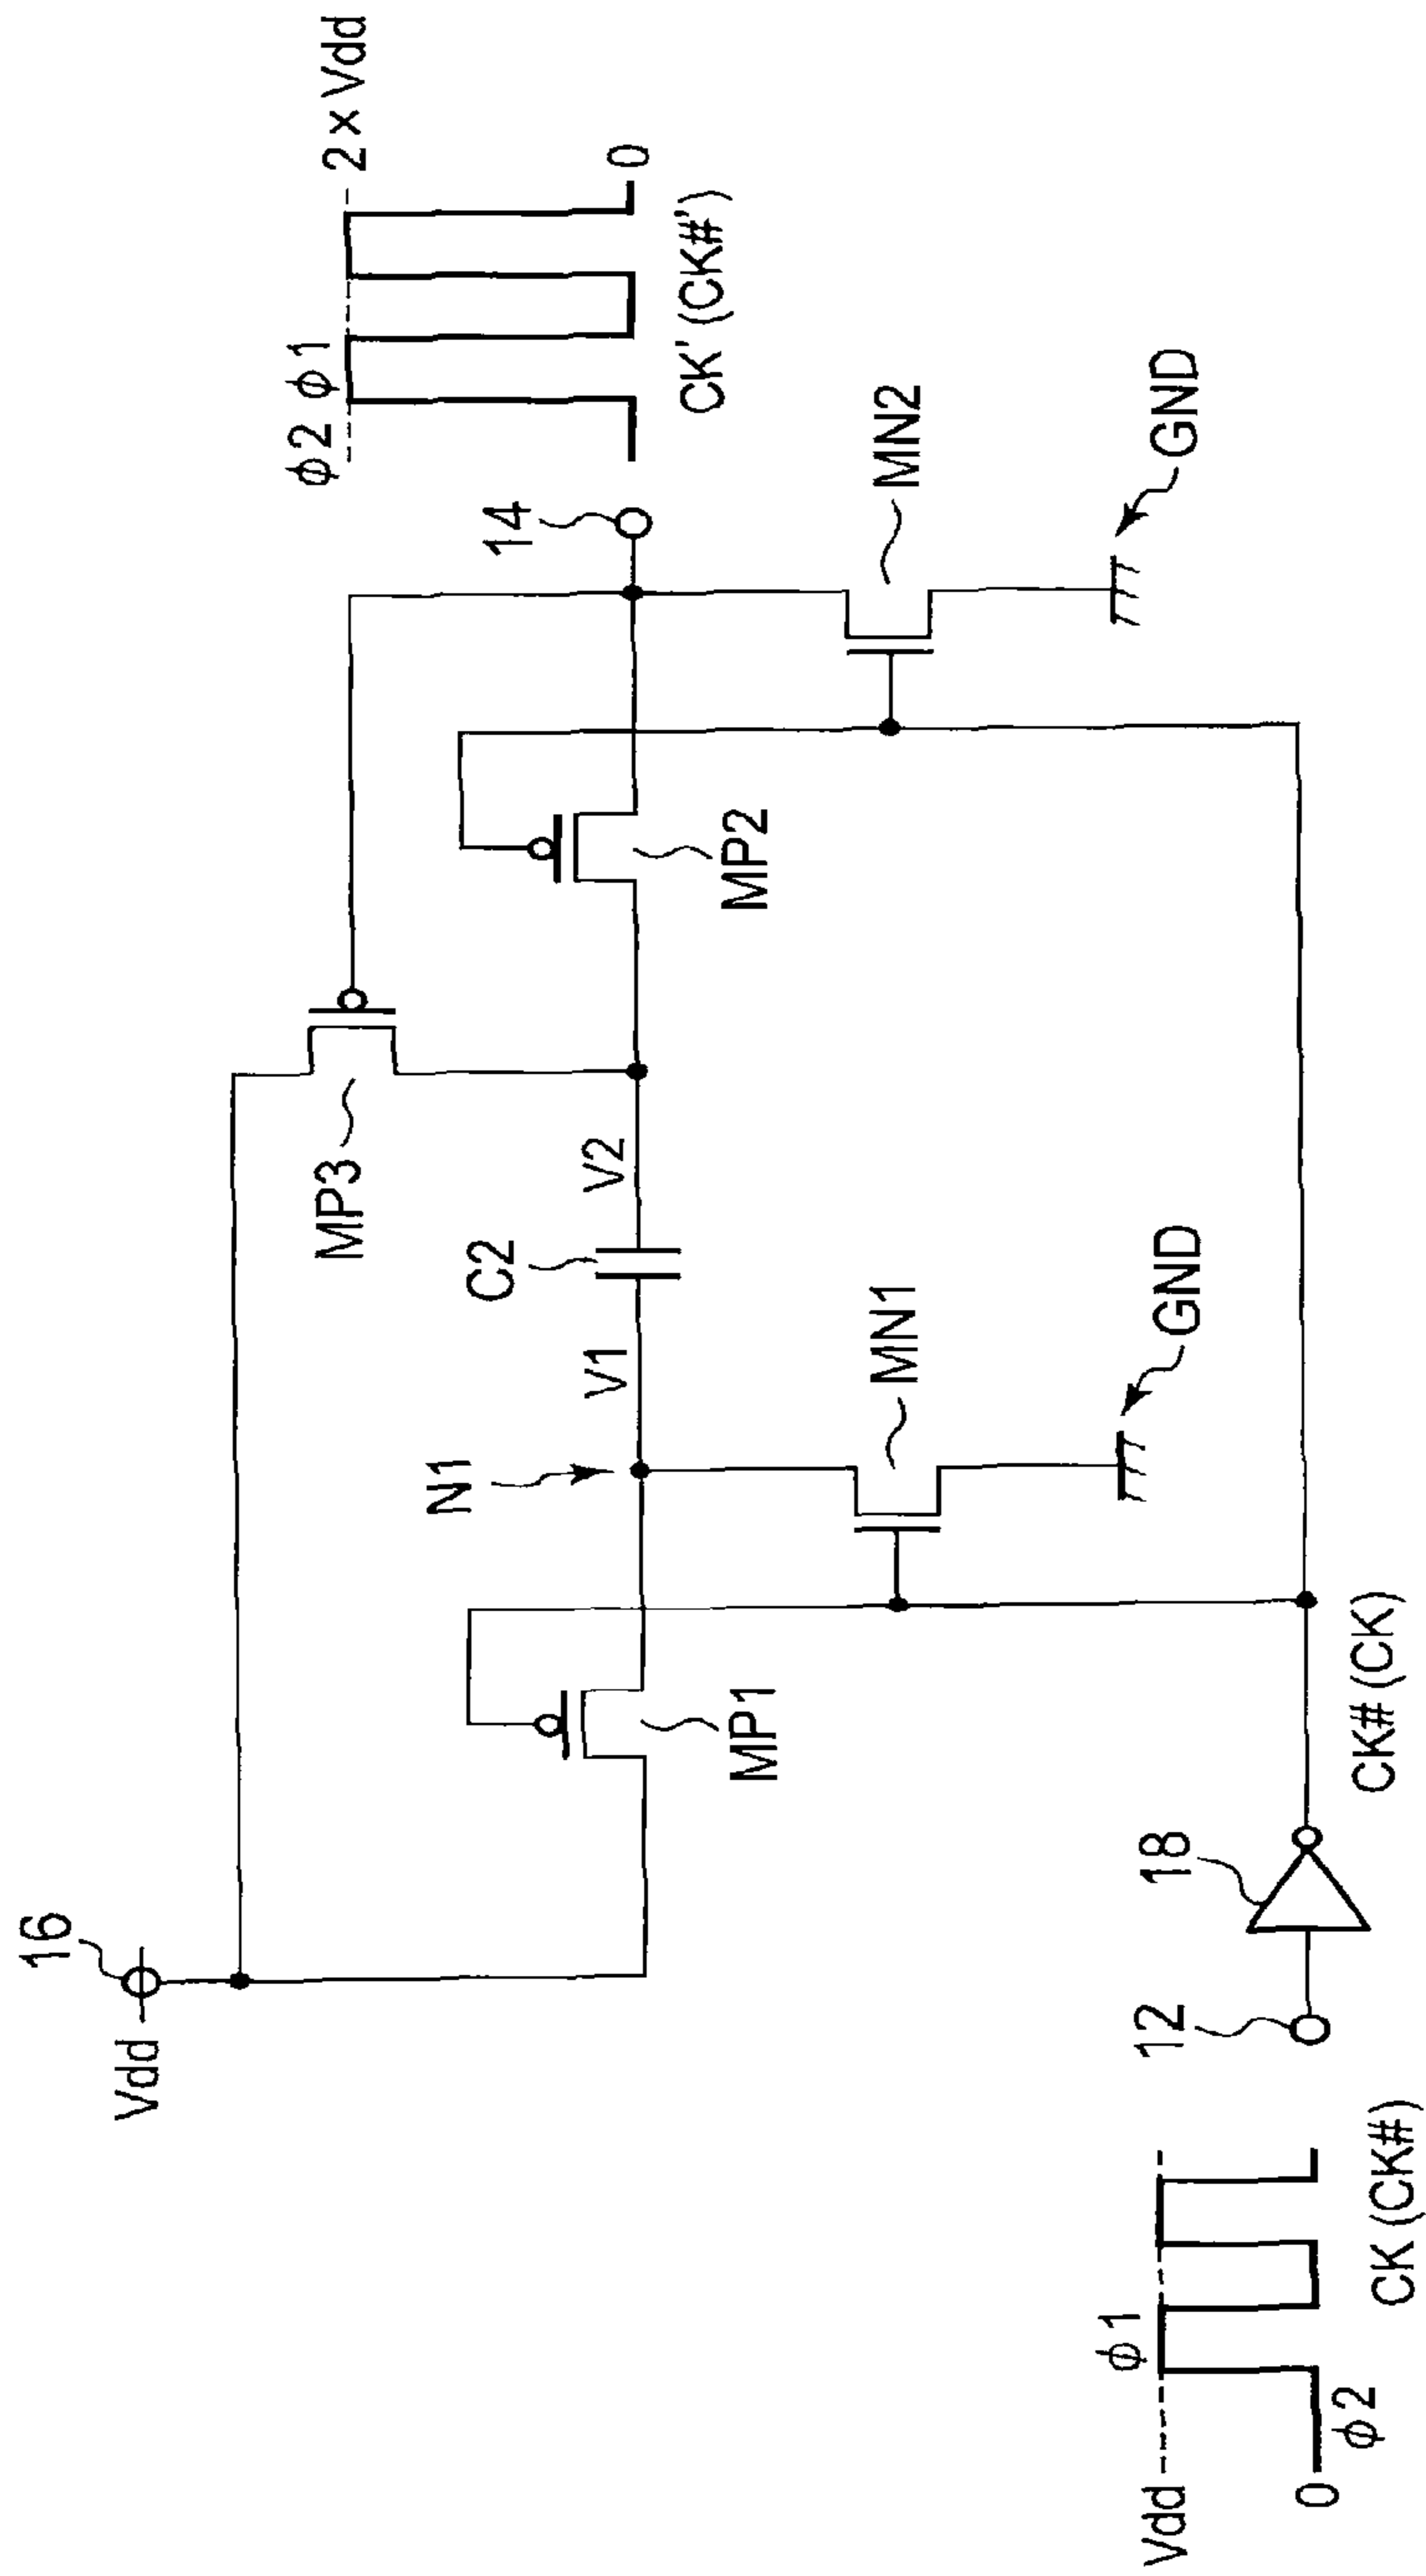 Vdd
16
MP3
C2
V1
V2
N1
MP1
MN1
GND
MP2
14
MN2
GND
φ2 φ1
2 x Vdd
0
CK' (CK#')
Vdd
φ1
0
φ2
CK (CK#)
12
18
CK# (CK)